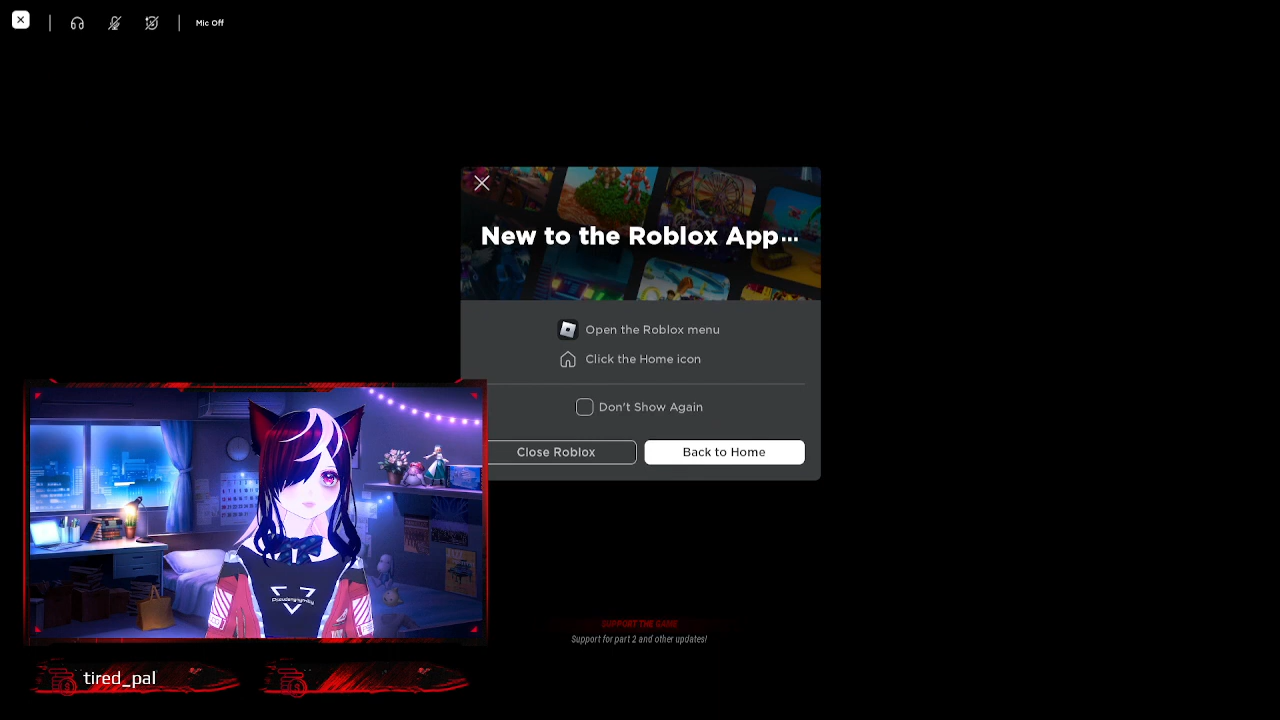 Mic Off
New to the Roblox App...
Open the Roblox menu
Click the Home icon
Don't Show Again
Close Roblox
Back to Home
SUPPORT THE GAME
Support for part 2 and other updates!
tired_pal